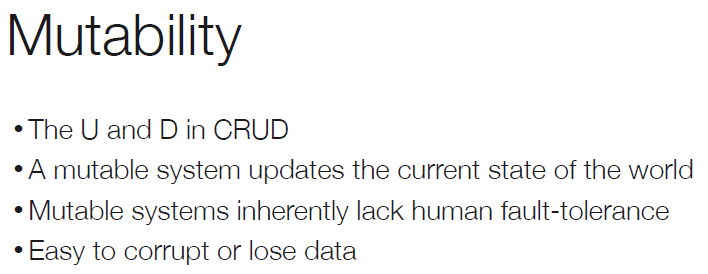 Mutability
• The U and D in CRUD
• A mutable system updates the current state of the world
• Mutable systems inherently lack human fault-tolerance
• Easy to corrupt or lose data